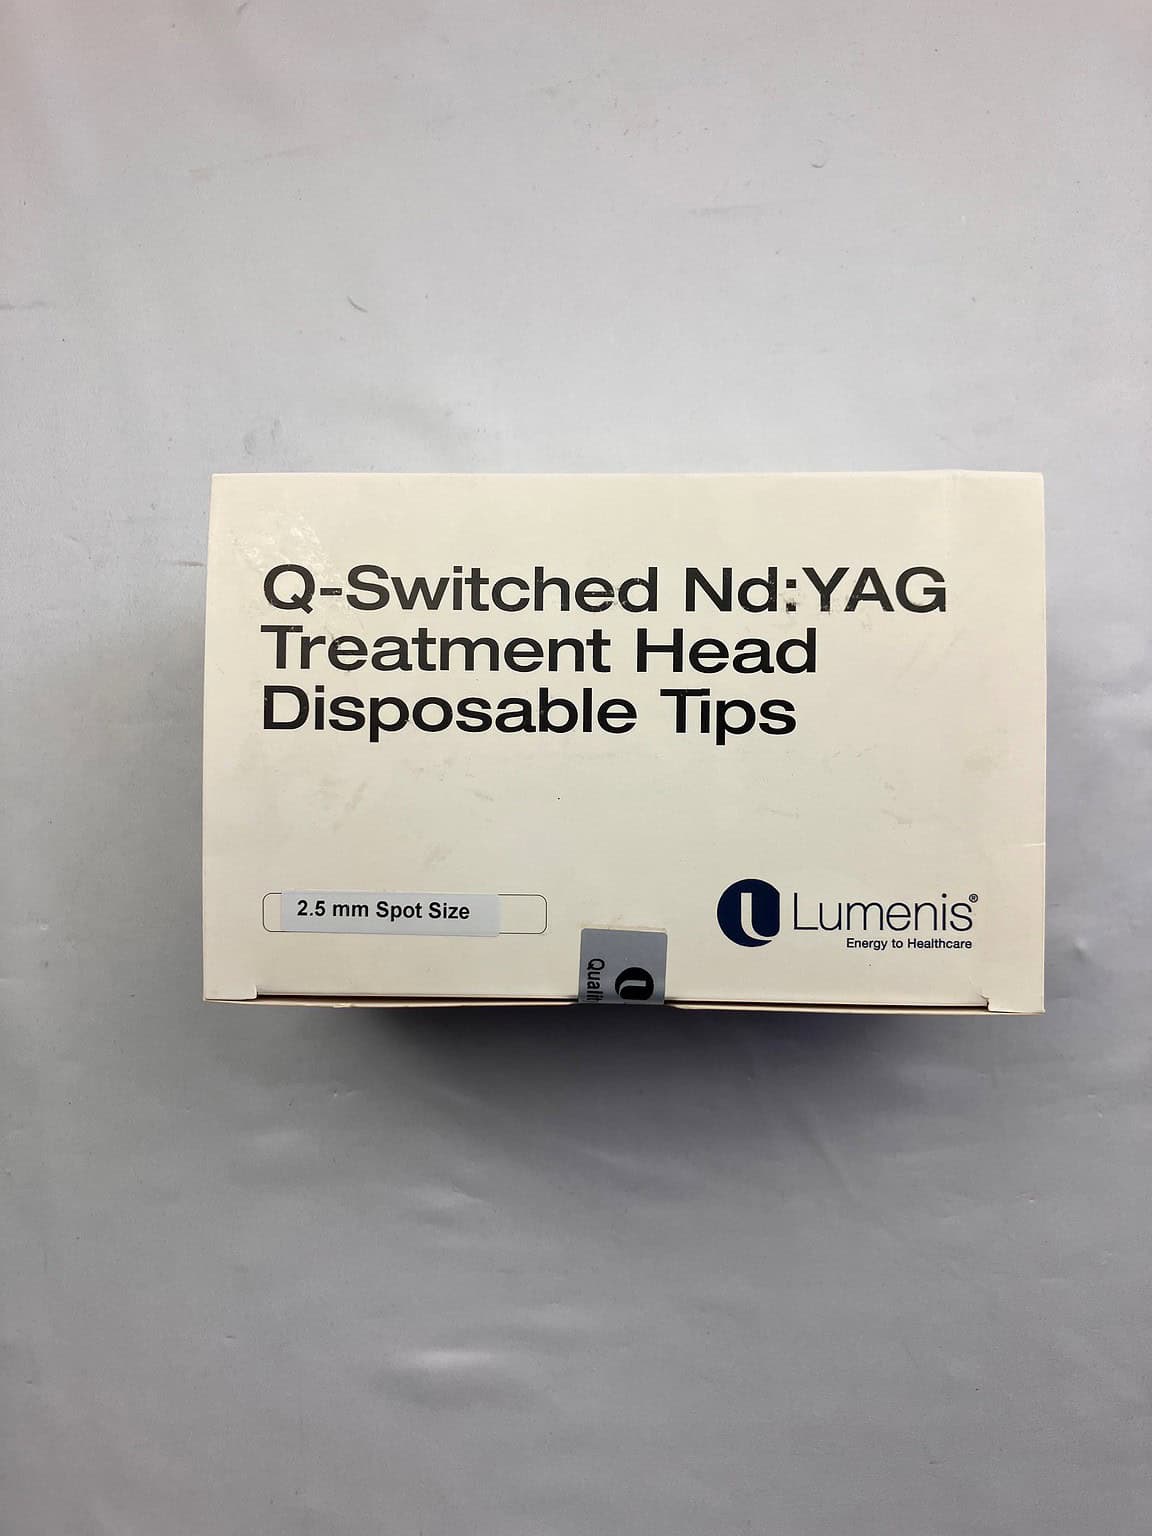 Q-Switched Nd:YAG
Treatment Head
Disposable Tips
2.5 mm Spot Size
Lumenis®
Energy to Healthcare